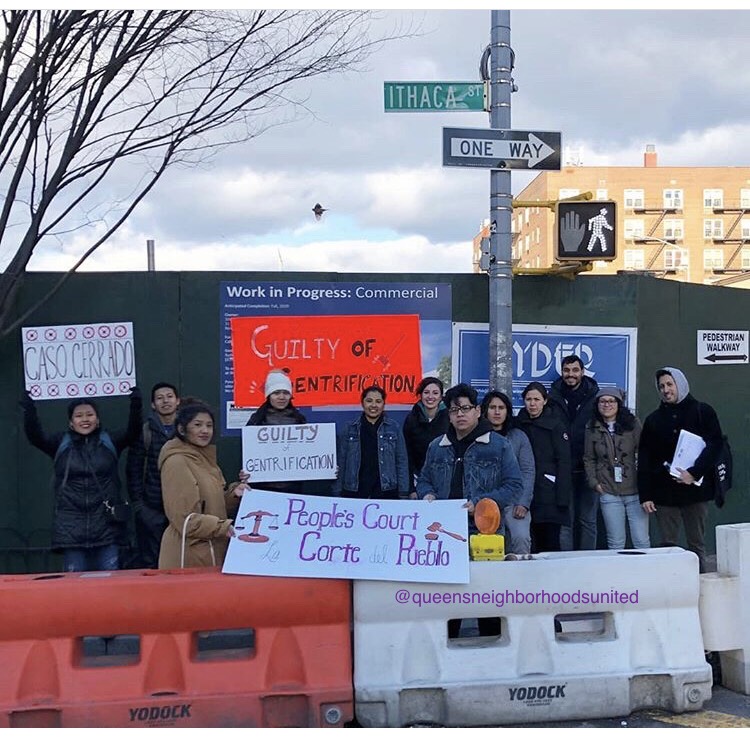 ITHACA ST
ONE WAY
Work in Progress: Commercial
GUILTY OF
GENTRIFICATION
CASO CERRADO
PEDESTRIAN
WALKWAY
GUILTY
of
GENTRIFICATION
People's Court
La Corte del Pueblo
@queensneighborhoodsunited
YODOCK
YODOCK